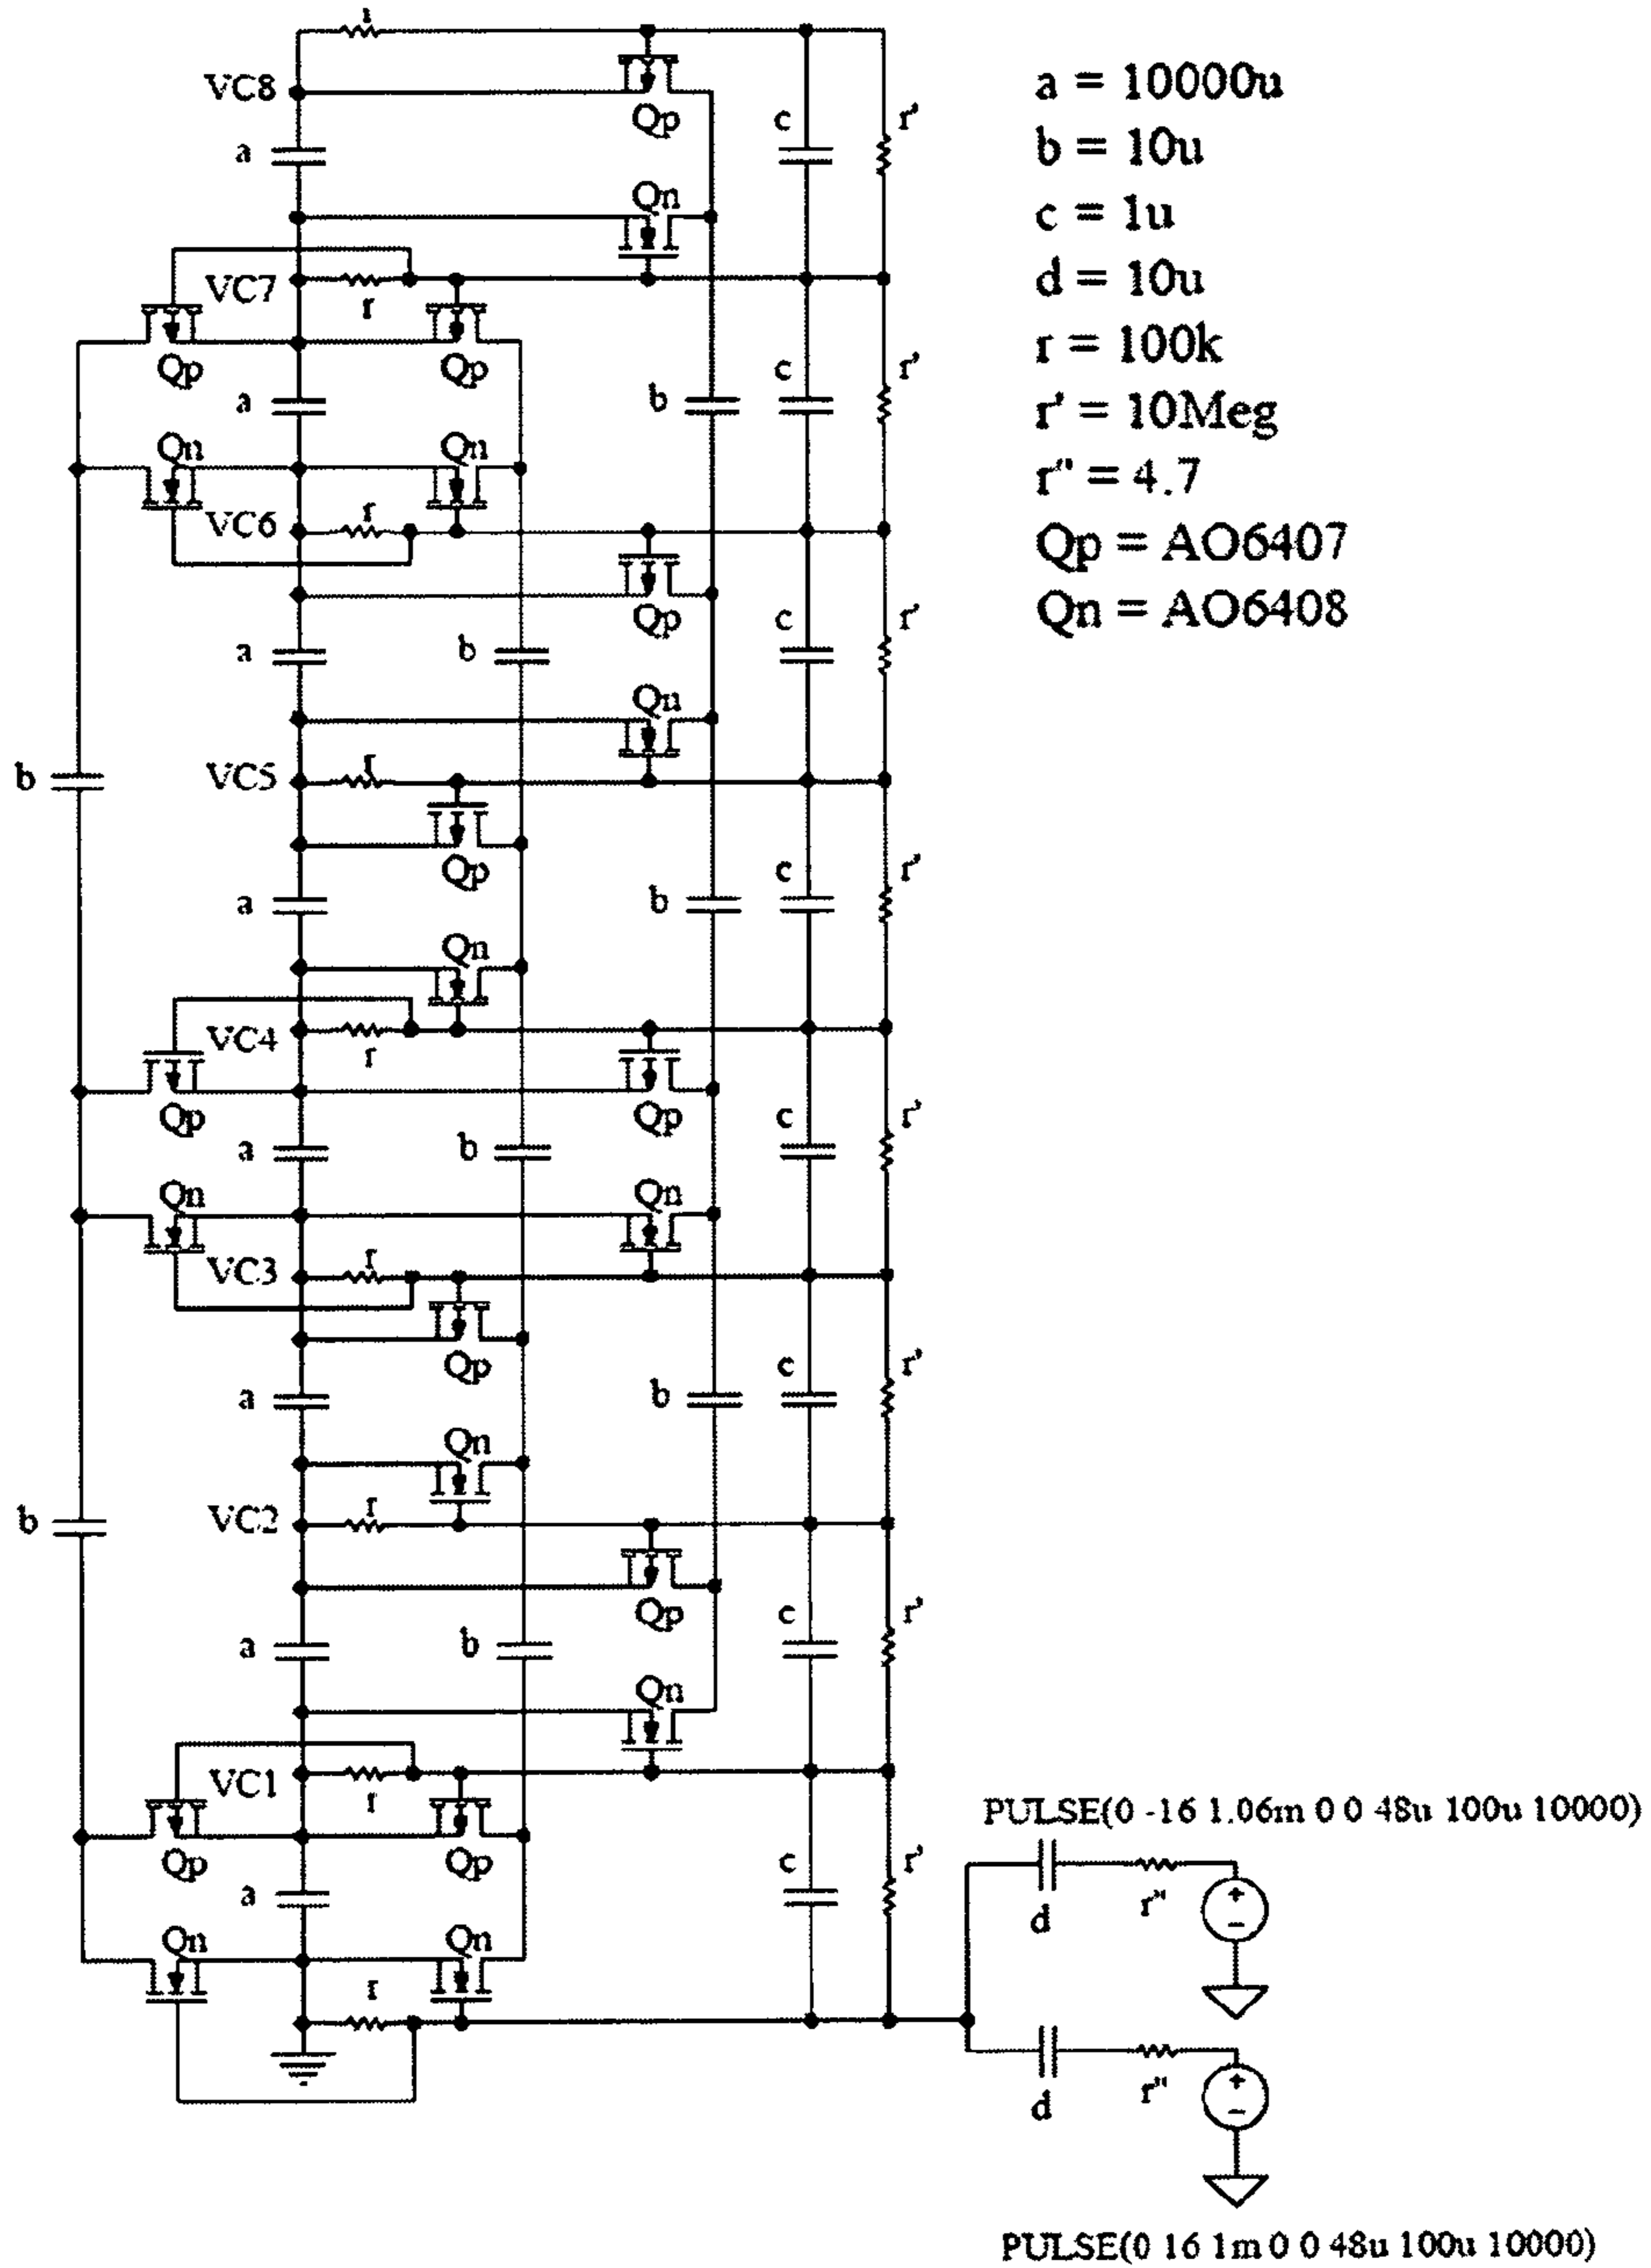 VC8
a = 10000u
Qp
c
r'
b = 10u
a
Qn
c = 1u
VC7
r
d = 10u
Qp
Qp
c
r'
r = 100k
a
b
r' = 10Meg
Qn
Qn
r" = 4.7
VC6
r
Qp = AO6407
Qp
c
r'
Qn = AO6408
a
b
Qn
b
VC5
r
Qp
c
r'
a
b
Qn
VC4
r
Qp
Qp
c
r'
a
b
Qn
Qn
VC3
r
Qp
c
r'
a
b
Qn
b
VC2
r
Qp
c
r'
a
b
Qn
VC1
r
PULSE(0 -16 1.06m 0 0 48u 100u 10000)
Qp
Qp
c
r'
a
d
r"
+
-
Qn
Qn
r
d
r"
+
-
PULSE(0 16 1m 0 0 48u 100u 10000)